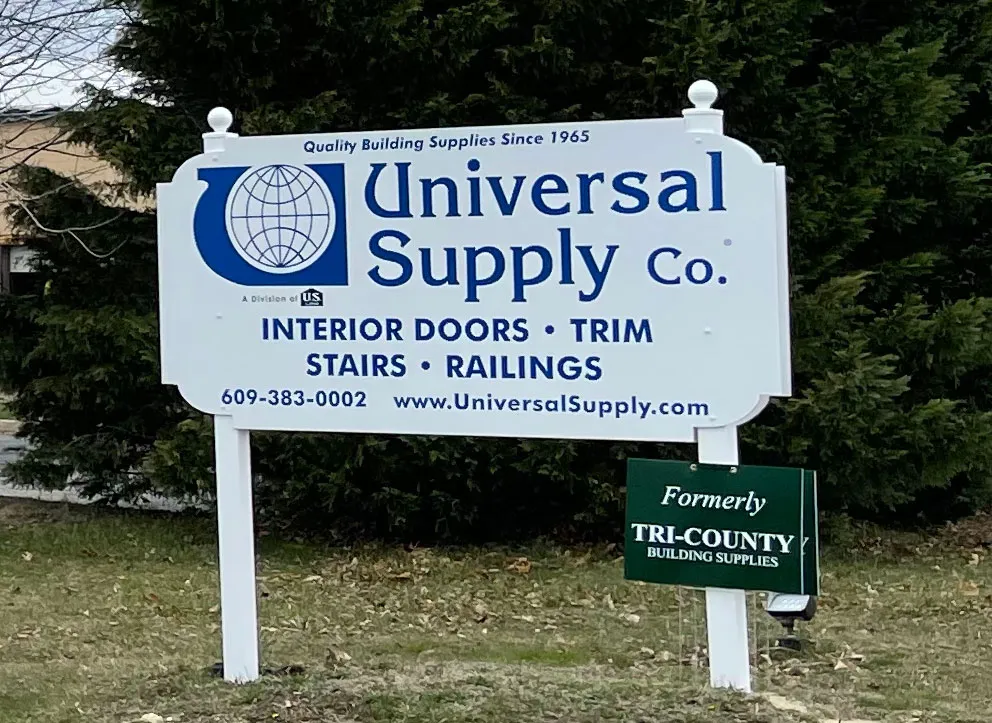 Quality Building Supplies Since 1965
Universal
Supply Co.
A Division of U.S.
INTERIOR DOORS • TRIM
STAIRS • RAILINGS
609-383-0002 www.UniversalSupply.com
Formerly
TRI-COUNTY
BUILDING SUPPLIES